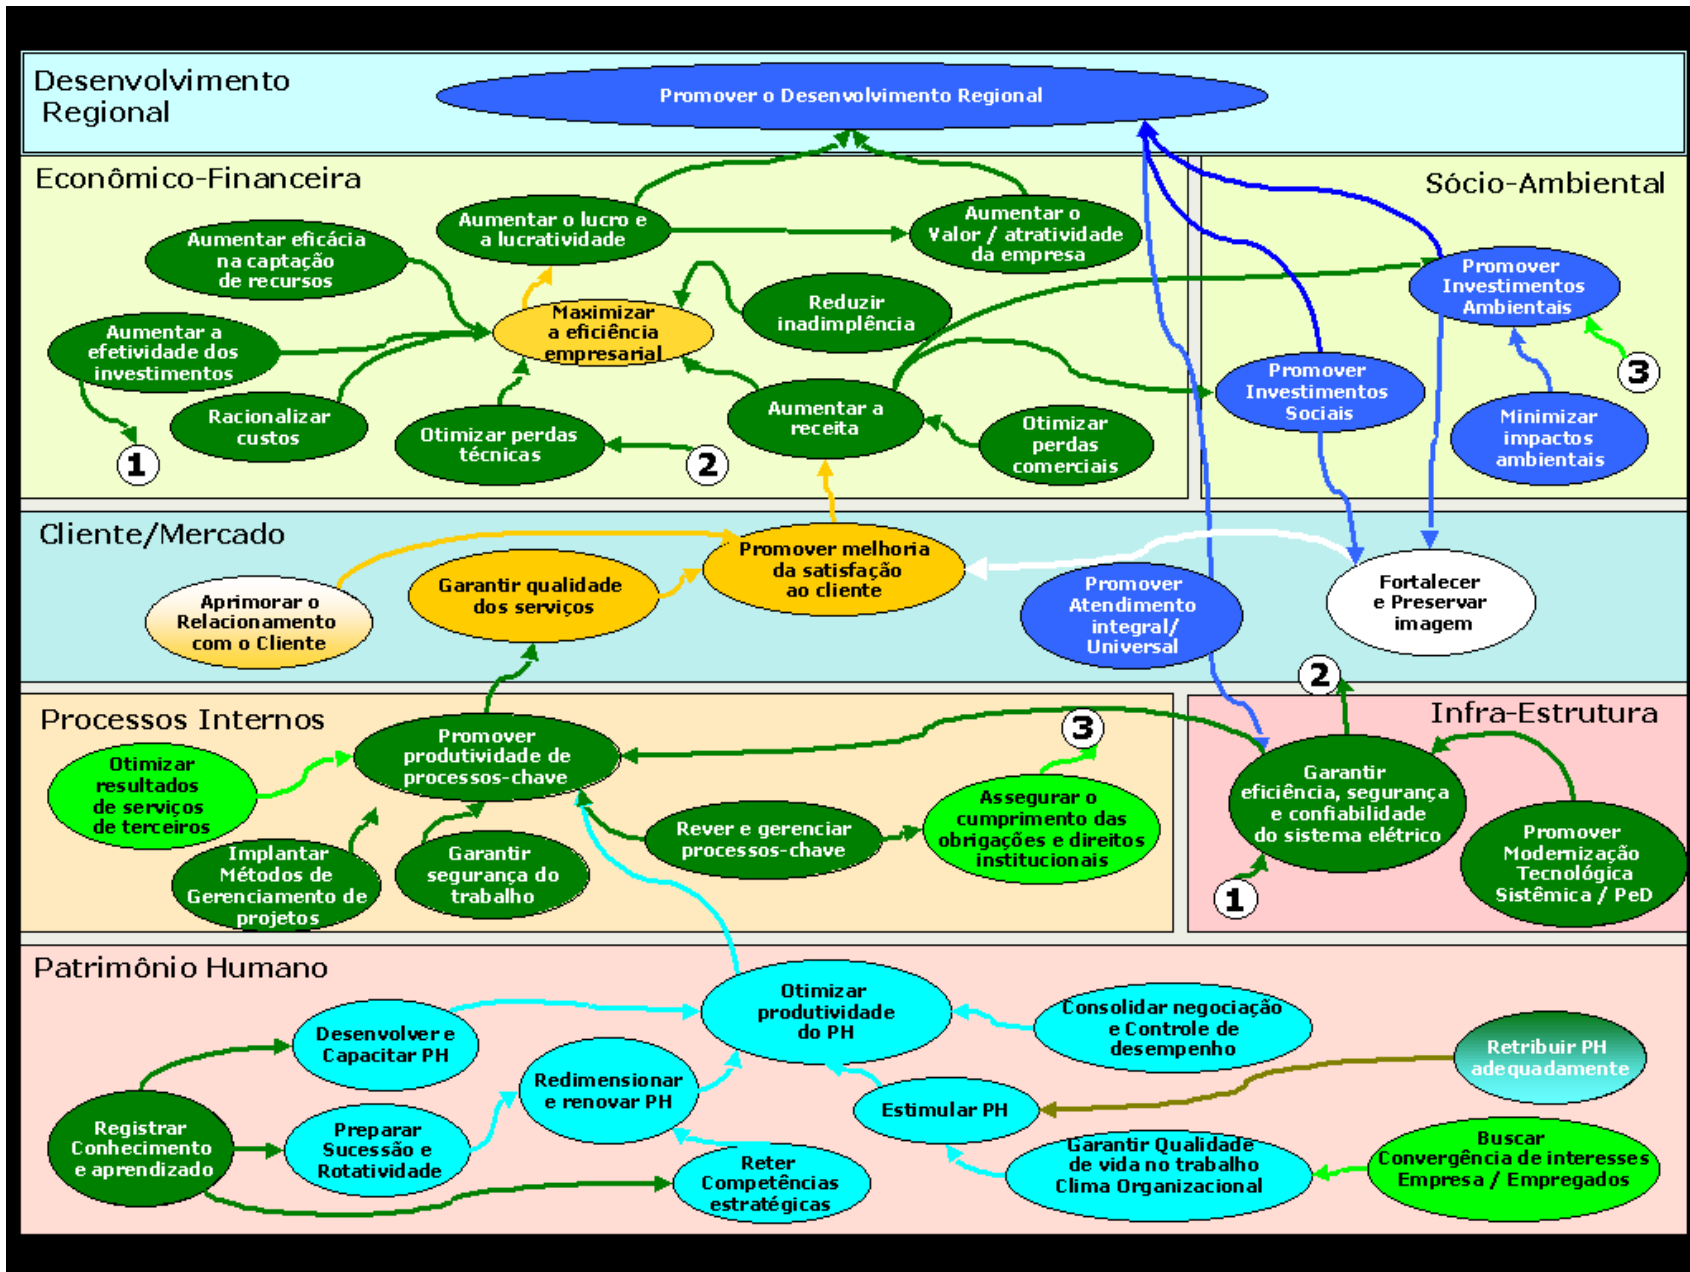 Desenvolvimento
Regional
Promover o Desenvolvimento Regional
Econômico-Financeira
Aumentar o lucro e
a lucratividade
Aumentar o
Valor / atratividade
da empresa
Aumentar eficácia
na captação
de recursos
Maximizar
a eficiência
empresarial
Reduzir
inadimplência
Aumentar a
efetividade dos
investimentos
Racionalizar
custos
Otimizar perdas
técnicas
Aumentar a
receita
Otimizar
perdas
comerciais
1
2
Sócio-Ambiental
Promover
Investimentos
Ambientais
3
Promover
Investimentos
Sociais
Minimizar
impactos
ambientais
Cliente/Mercado
Aprimorar o
Relacionamento
com o Cliente
Garantir qualidade
dos serviços
Promover melhoria
da satisfação
ao cliente
Promover
Atendimento
integral/
Universal
Fortalecer
e Preservar
imagem
Processos Internos
Promover
produtividade de
processos-chave
3
Otimizar
resultados
de serviços
de terceiros
Implantar
Métodos de
Gerenciamento de
projetos
Garantir
segurança do
trabalho
Rever e gerenciar
processos-chave
Assegurar o
cumprimento das
obrigações e direitos
institucionais
2
Infra-Estrutura
Garantir
eficiência, segurança
e confiabilidade
do sistema elétrico
1
Promover
Modernização
Tecnológica
Sistêmica / PeD
Patrimônio Humano
Otimizar
produtividade
do PH
Desenvolver e
Capacitar PH
Consolidar negociação
e Controle de
desempenho
Retribuir PH
adequadamente
Redimensionar
e renovar PH
Estimular PH
Registrar
Conhecimento
e aprendizado
Preparar
Sucessão e
Rotatividade
Reter
Competências
estratégicas
Garantir Qualidade
de vida no trabalho
Clima Organizacional
Buscar
Convergência de interesses
Empresa / Empregados